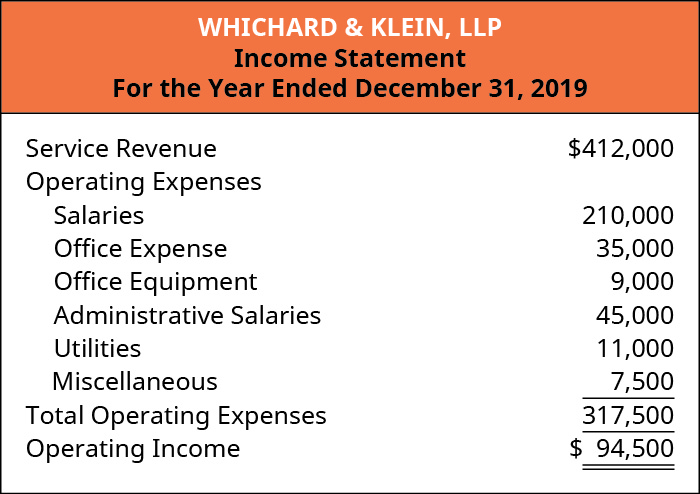 WHICHARD & KLEIN, LLP
Income Statement
For the Year Ended December 31, 2019
Service Revenue $412,000
Operating Expenses
Salaries 210,000
Office Expense 35,000
Office Equipment 9,000
Administrative Salaries 45,000
Utilities 11,000
Miscellaneous 7,500
Total Operating Expenses 317,500
Operating Income $ 94,500